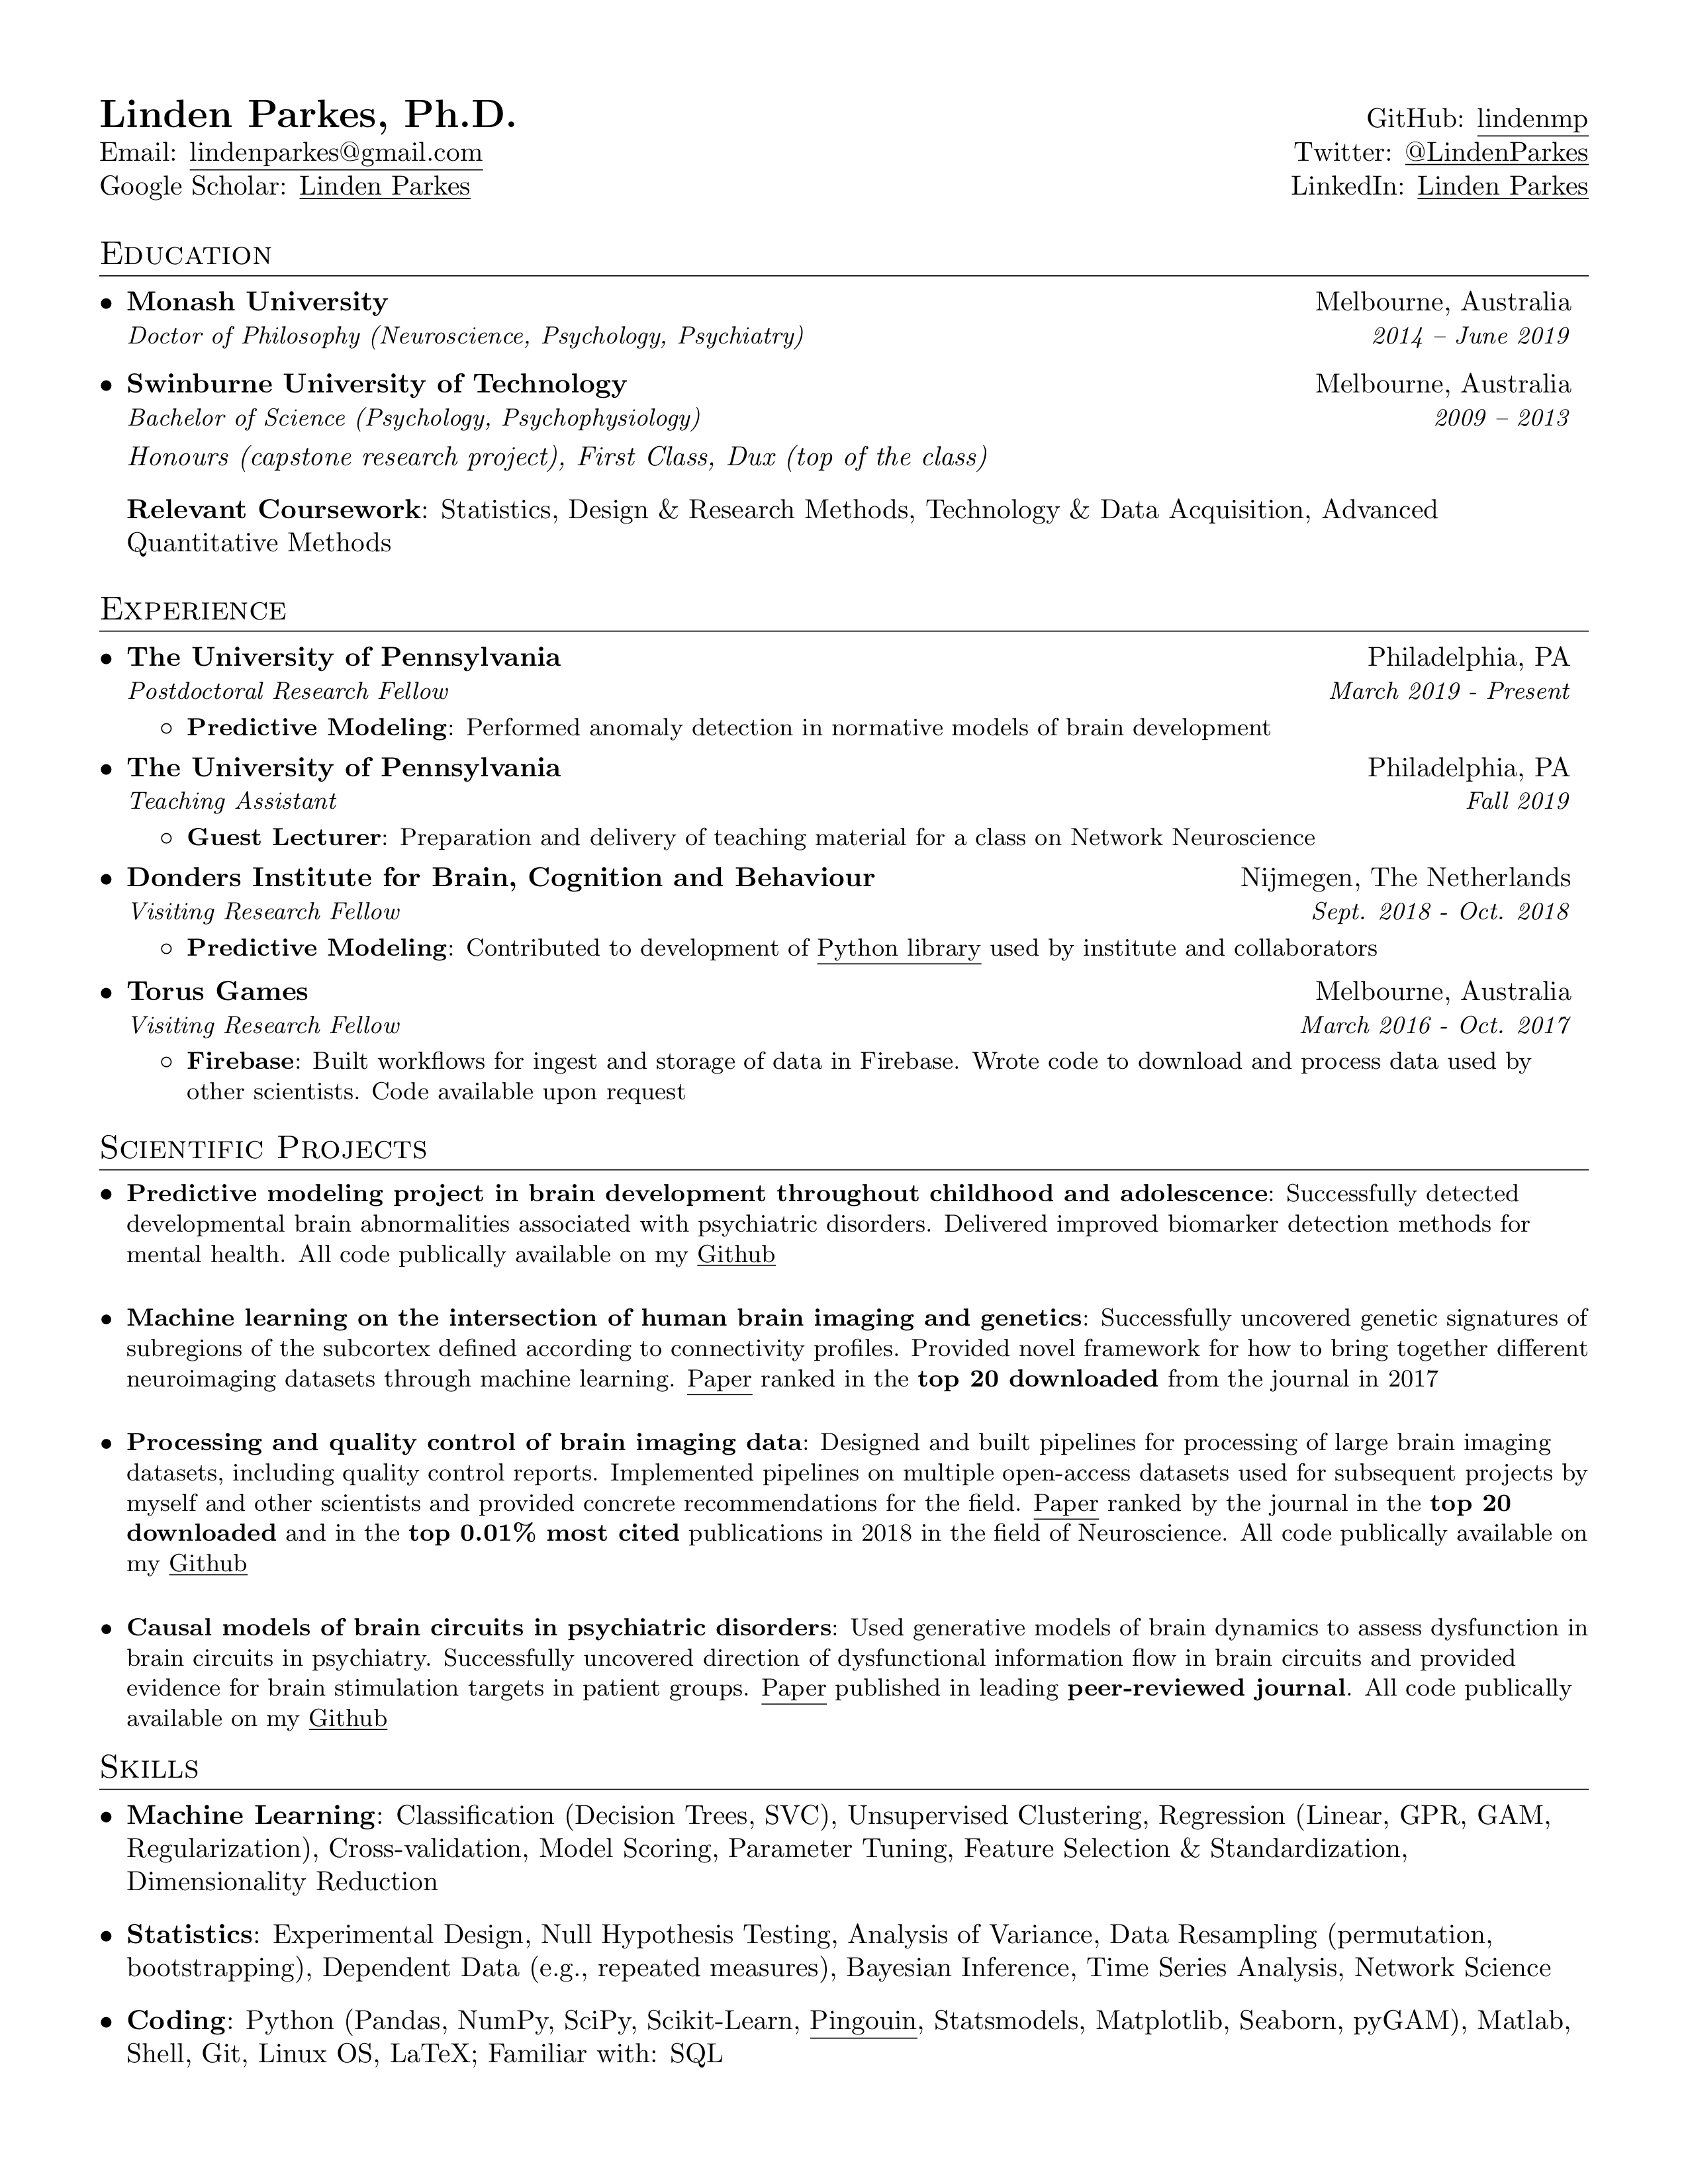 Linden Parkes, Ph.D.
GitHub: lindenmp
Email: lindenparkes@gmail.com
Twitter: @LindenParkes
Google Scholar: Linden Parkes
LinkedIn: Linden Parkes
Education
• Monash University
Melbourne, Australia
Doctor of Philosophy (Neuroscience, Psychology, Psychiatry)
2014 – June 2019
• Swinburne University of Technology
Melbourne, Australia
Bachelor of Science (Psychology, Psychophysiology)
2009 – 2013
Honours (capstone research project), First Class, Dux (top of the class)
Relevant Coursework: Statistics, Design & Research Methods, Technology & Data Acquisition, Advanced
Quantitative Methods
Experience
• The University of Pennsylvania
Philadelphia, PA
Postdoctoral Research Fellow
March 2019 - Present
◦ Predictive Modeling: Performed anomaly detection in normative models of brain development
• The University of Pennsylvania
Philadelphia, PA
Teaching Assistant
Fall 2019
◦ Guest Lecturer: Preparation and delivery of teaching material for a class on Network Neuroscience
• Donders Institute for Brain, Cognition and Behaviour
Nijmegen, The Netherlands
Visiting Research Fellow
Sept. 2018 - Oct. 2018
◦ Predictive Modeling: Contributed to development of Python library used by institute and collaborators
• Torus Games
Melbourne, Australia
Visiting Research Fellow
March 2016 - Oct. 2017
◦ Firebase: Built workflows for ingest and storage of data in Firebase. Wrote code to download and process data used by
other scientists. Code available upon request
Scientific Projects
• Predictive modeling project in brain development throughout childhood and adolescence: Successfully detected
developmental brain abnormalities associated with psychiatric disorders. Delivered improved biomarker detection methods for
mental health. All code publically available on my Github
• Machine learning on the intersection of human brain imaging and genetics: Successfully uncovered genetic signatures of
subregions of the subcortex defined according to connectivity profiles. Provided novel framework for how to bring together different
neuroimaging datasets through machine learning. Paper ranked in the top 20 downloaded from the journal in 2017
• Processing and quality control of brain imaging data: Designed and built pipelines for processing of large brain imaging
datasets, including quality control reports. Implemented pipelines on multiple open-access datasets used for subsequent projects by
myself and other scientists and provided concrete recommendations for the field. Paper ranked by the journal in the top 20
downloaded and in the top 0.01% most cited publications in 2018 in the field of Neuroscience. All code publically available on
my Github
• Causal models of brain circuits in psychiatric disorders: Used generative models of brain dynamics to assess dysfunction in
brain circuits in psychiatry. Successfully uncovered direction of dysfunctional information flow in brain circuits and provided
evidence for brain stimulation targets in patient groups. Paper published in leading peer-reviewed journal. All code publically
available on my Github
Skills
• Machine Learning: Classification (Decision Trees, SVC), Unsupervised Clustering, Regression (Linear, GPR, GAM,
Regularization), Cross-validation, Model Scoring, Parameter Tuning, Feature Selection & Standardization,
Dimensionality Reduction
• Statistics: Experimental Design, Null Hypothesis Testing, Analysis of Variance, Data Resampling (permutation,
bootstrapping), Dependent Data (e.g., repeated measures), Bayesian Inference, Time Series Analysis, Network Science
• Coding: Python (Pandas, NumPy, SciPy, Scikit-Learn, Pingouin, Statsmodels, Matplotlib, Seaborn, pyGAM), Matlab,
Shell, Git, Linux OS, LaTeX; Familiar with: SQL